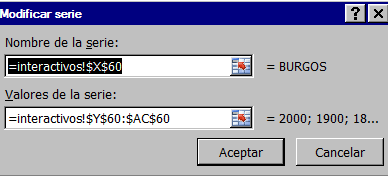 Modificar serie
Nombre de la serie:
=interactivos!$X$60 = BURGOS
Valores de la serie:
=interactivos!$Y$60:$AC$60 = 2000; 1900; 18...
Aceptar Cancelar